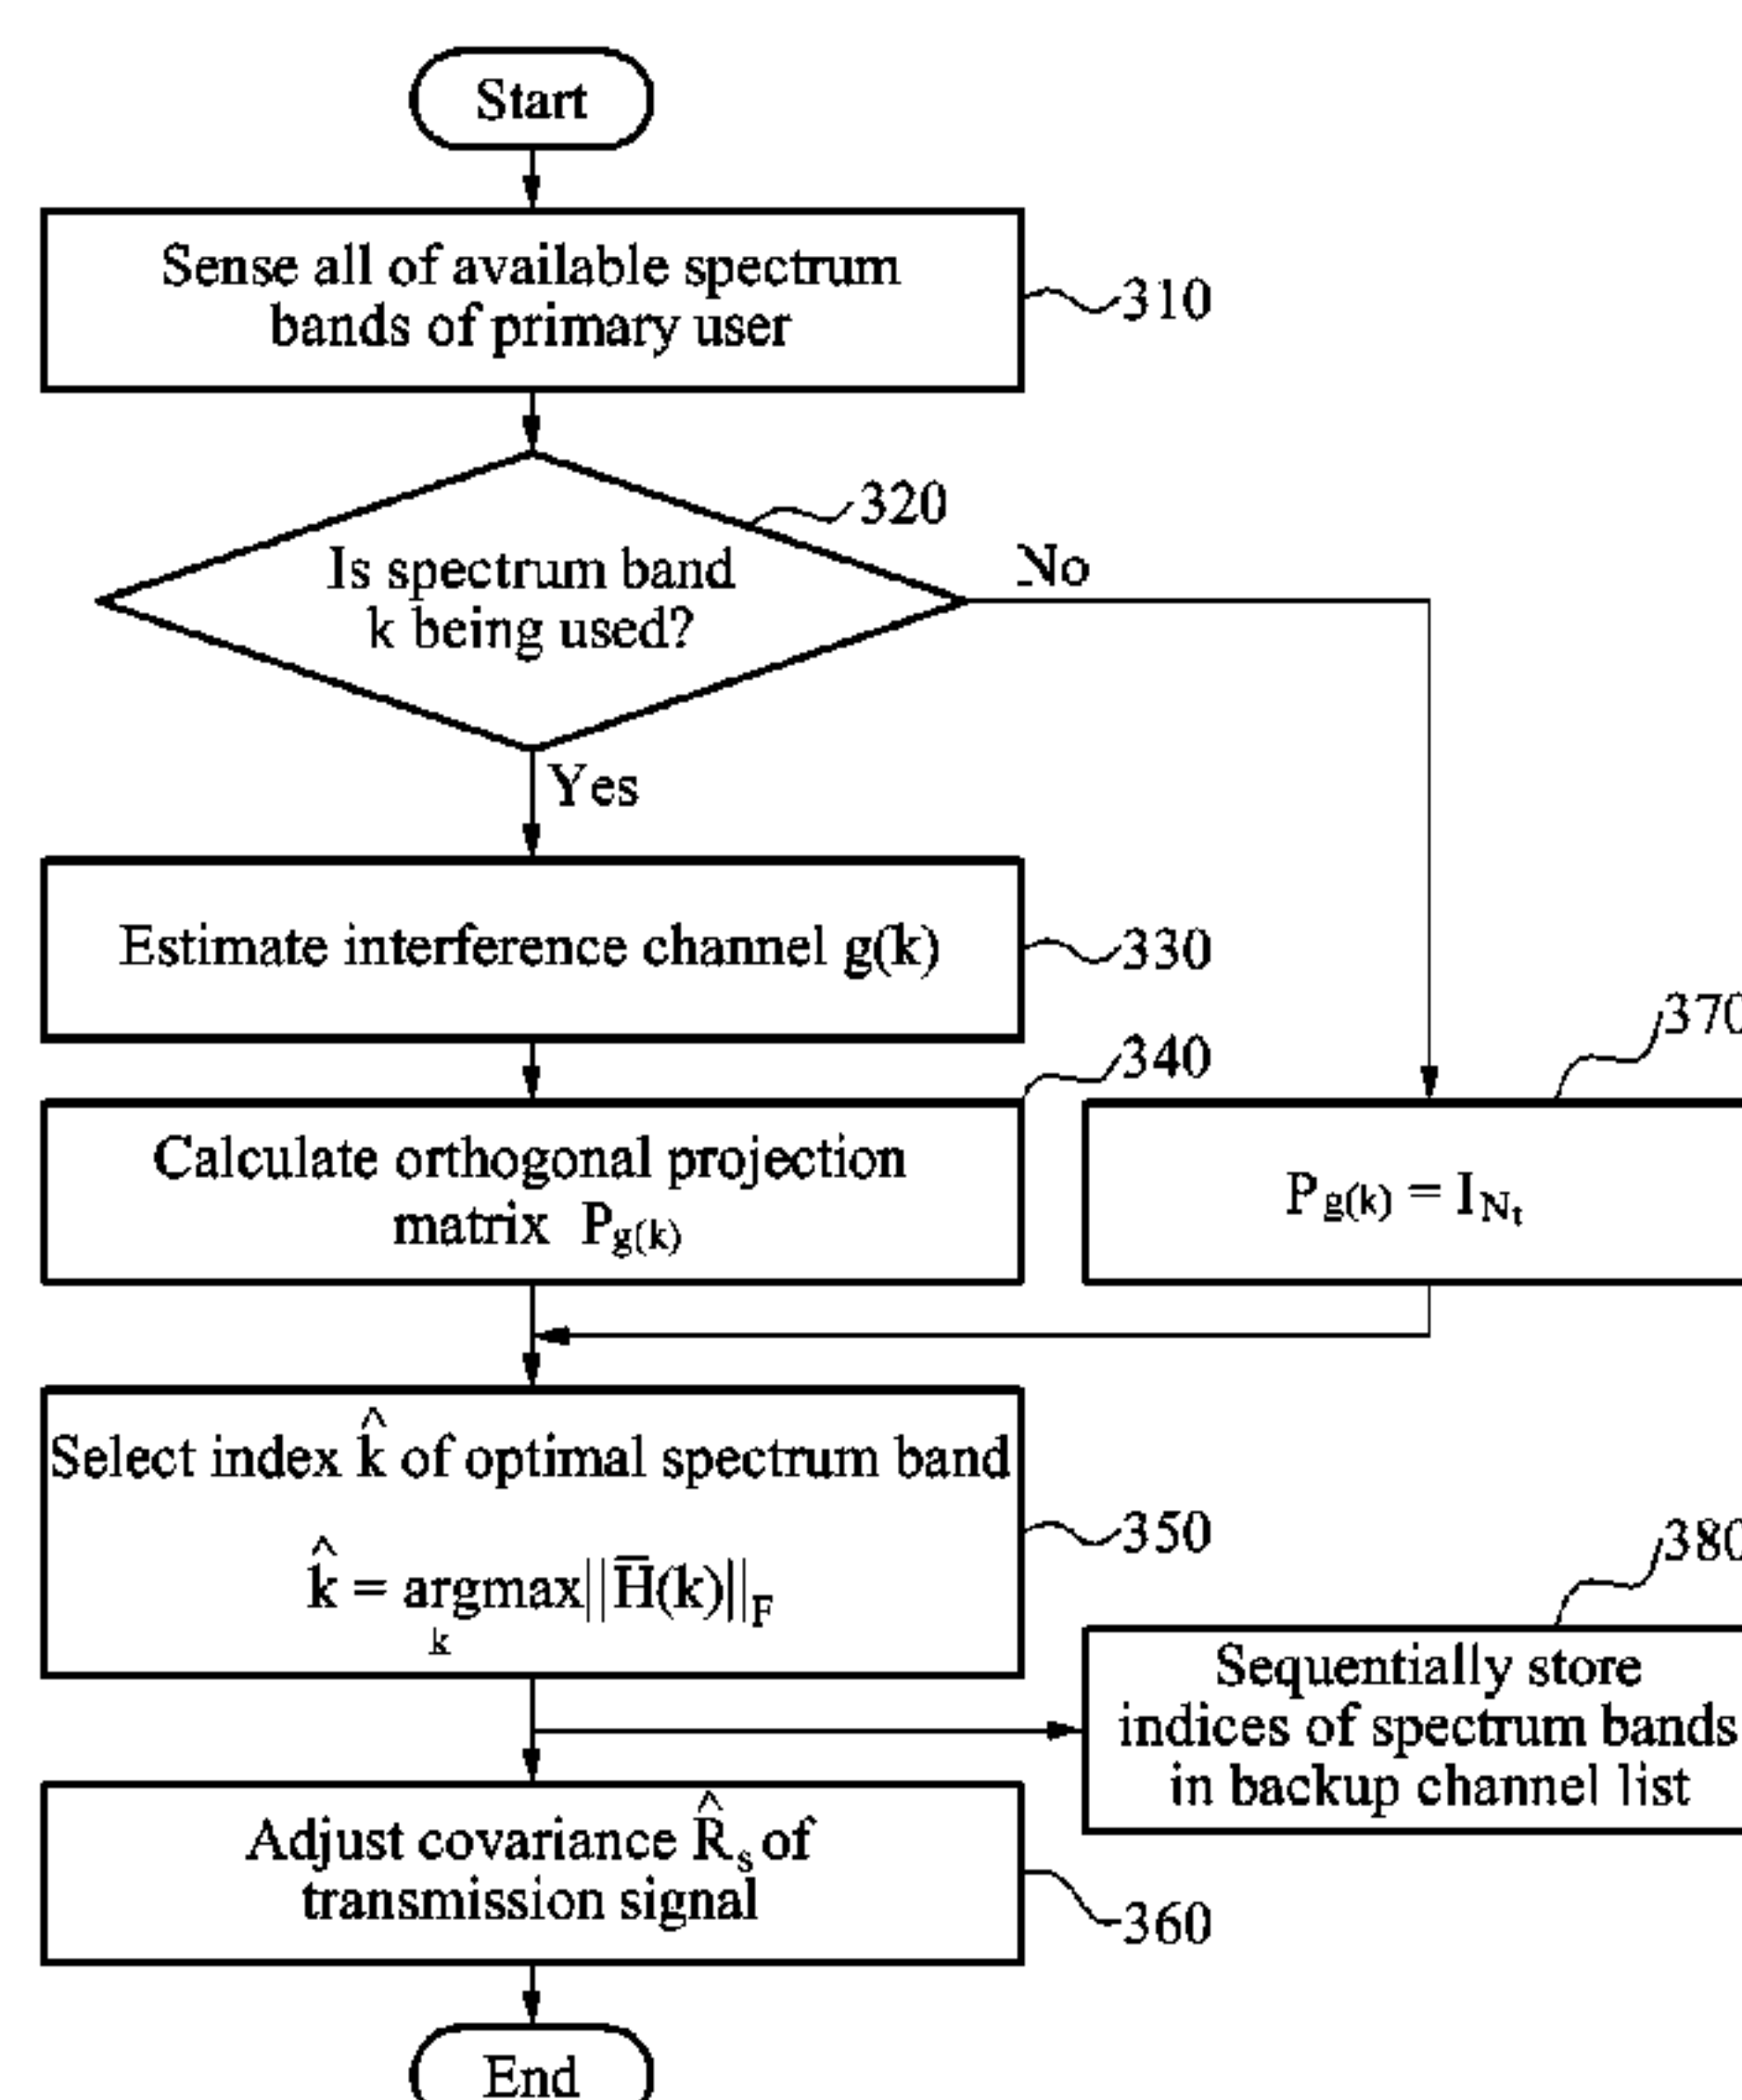 Start
Sense all of available spectrum
bands of primary user
310
320
Is spectrum band
k being used?
No
Yes
Estimate interference channel g(k)
330
340
370
Calculate orthogonal projection
matrix P_g(k)
P_g(k) = I_N_t
Select index k̂ of optimal spectrum band
k̂ = argmax||H̅(k)||_F
k
350
380
Sequentially store
indices of spectrum bands
in backup channel list
Adjust covariance R̂_s of
transmission signal
360
End